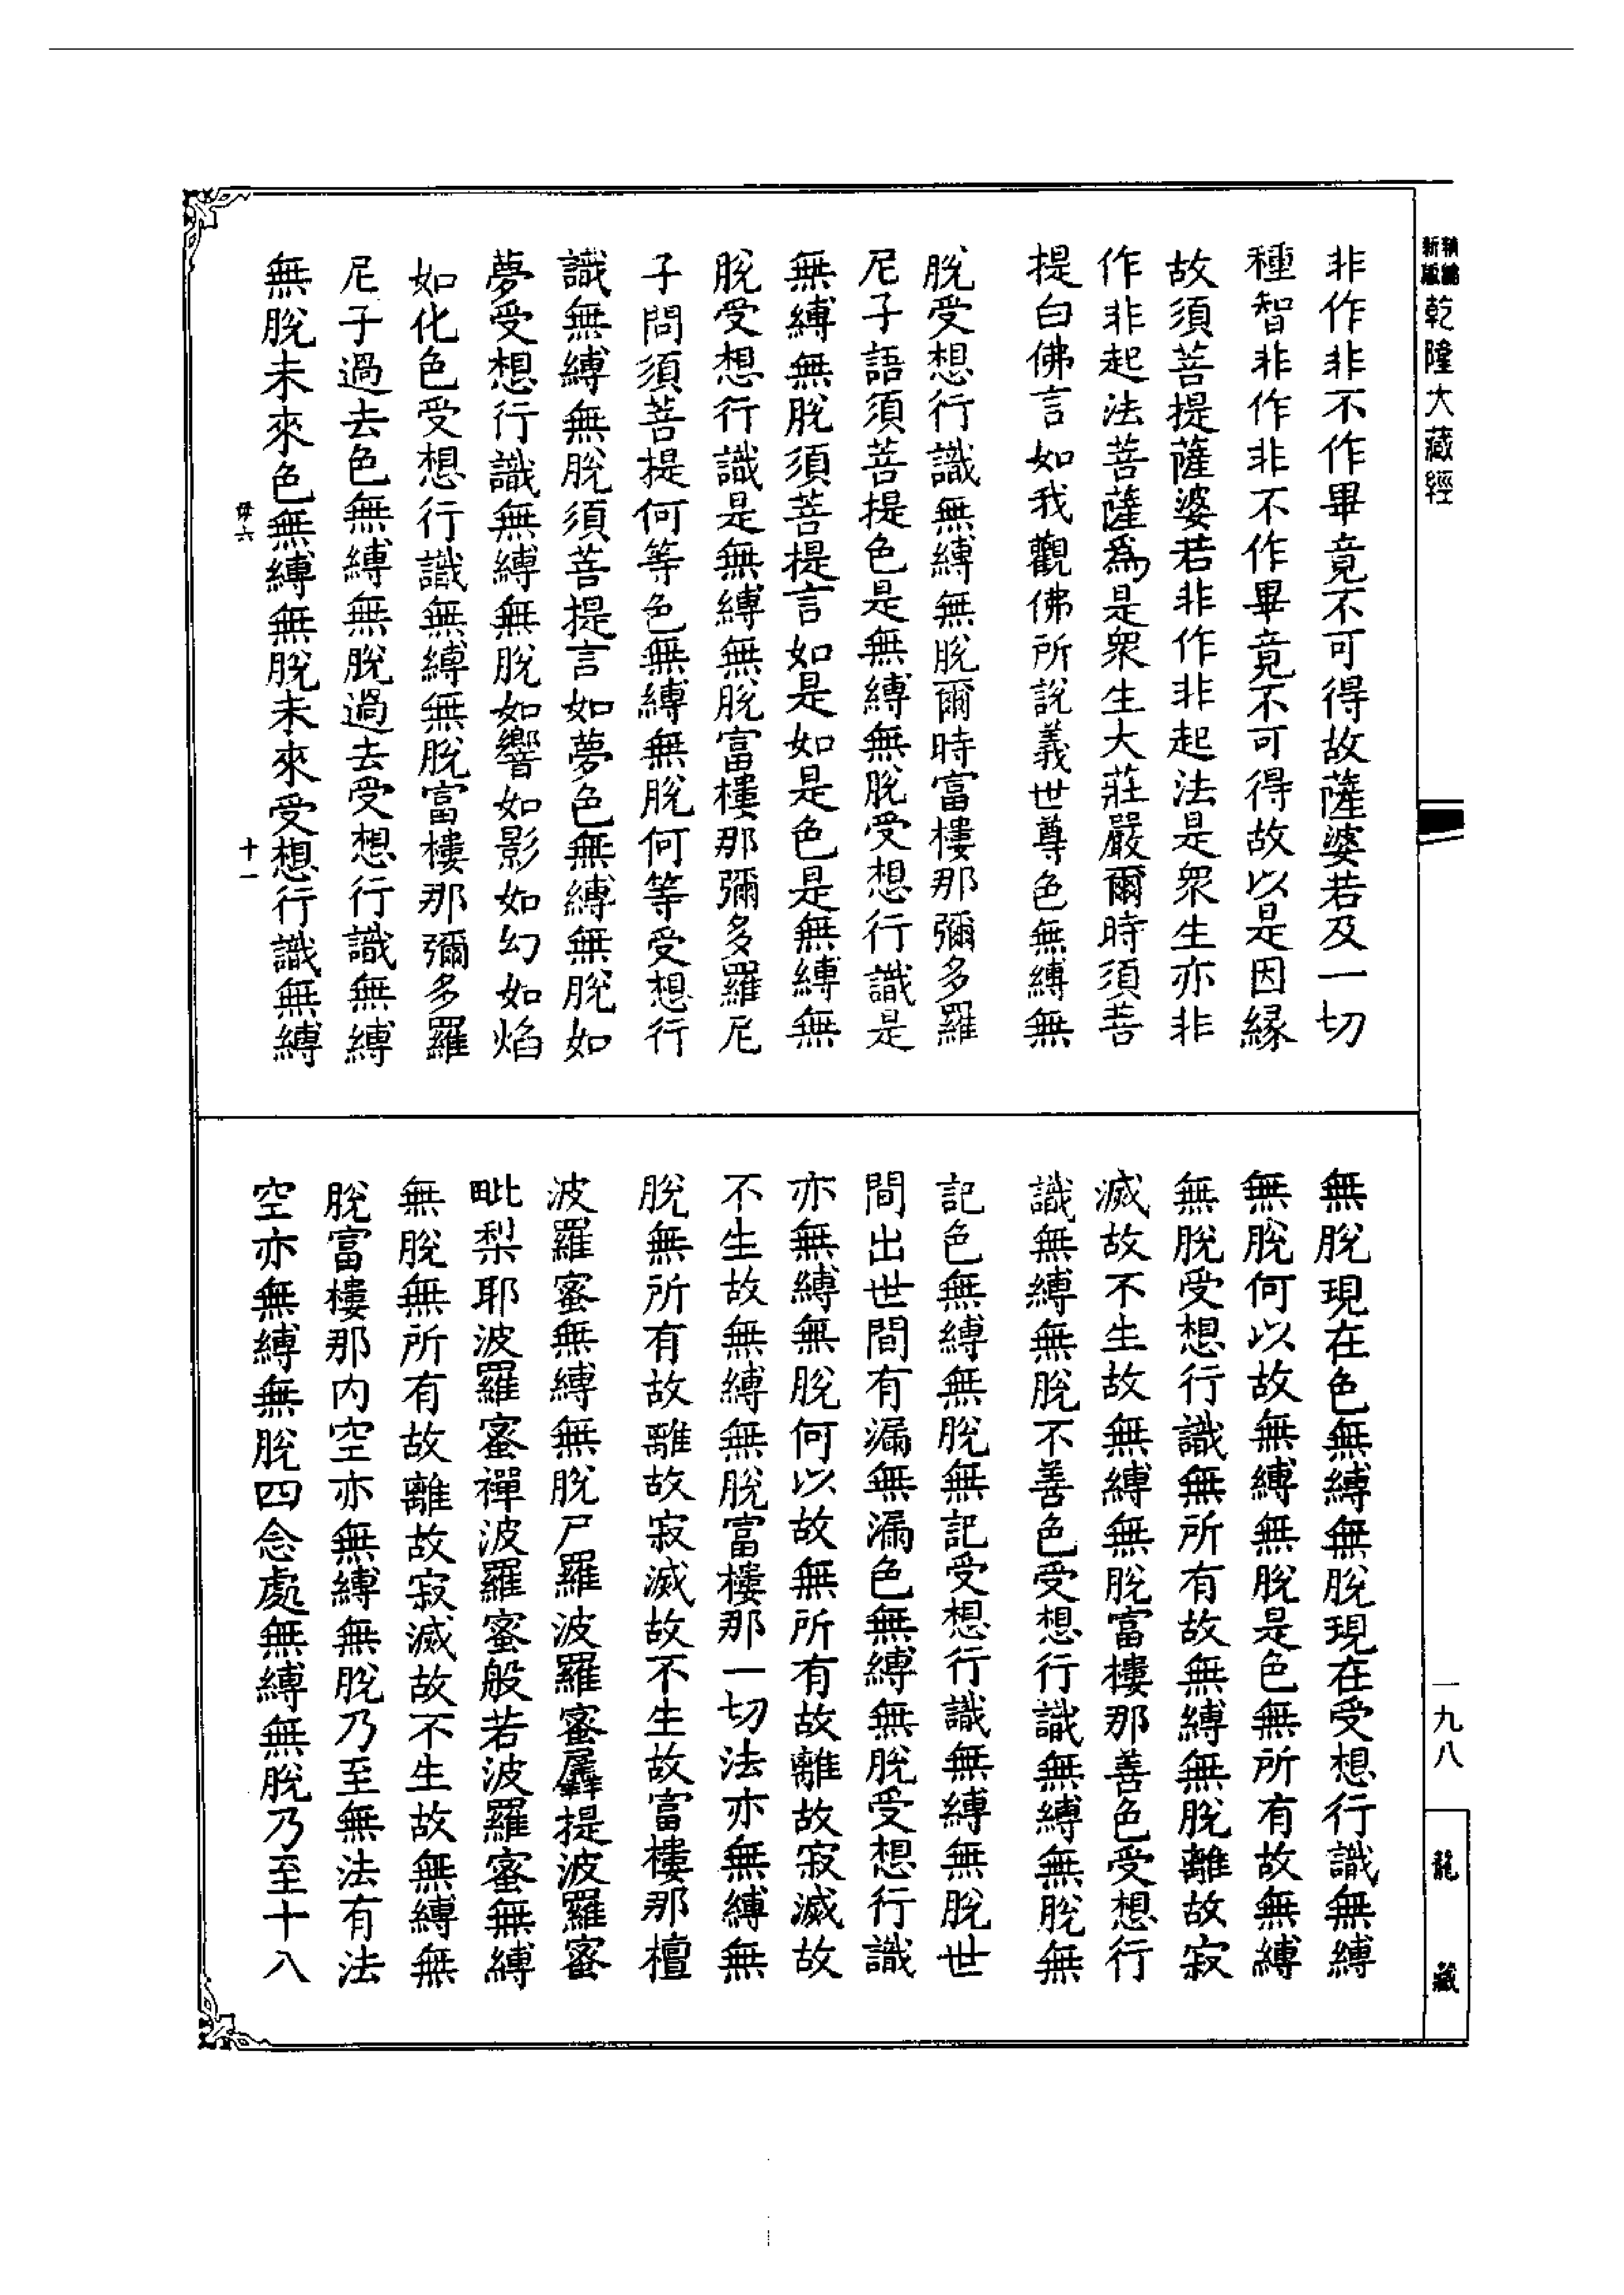 新編
縮版
乾隆大藏經
非作非不作畢竟不可得故薩婆若及一切
種智非作非不作畢竟不可得故以是因緣
故須菩提薩婆若非作非起法是衆生亦非
作非起法菩薩爲是衆生大莊嚴爾時須菩
提白佛言如我觀佛所說義世尊色無縛無
脫受想行識無縛無脫爾時富樓那彌多羅
尼子語須菩提色是無縛無脫受想行識是
無縛無脫須菩提言如是如是色是無縛無
脫受想行識是無縛無脫富樓那彌多羅尼
子問須菩提何等色無縛無脫何等受想行
識無縛無脫須菩提言如夢色無縛無脫如
夢受想行識無縛無脫如響如影如幻如焰
如化色受想行識無縛無脫富樓那彌多羅
尼子過去色無縛無脫過去受想行識無縛
無脫未來色無縛無脫未來受想行識無縛
十一
無脫現在色無縛無脫現在受想行識無縛
無脫何以故無縛無脫是色無所有故無縛
無脫受想行識無所有故無縛無脫離故寂
滅故不生故無縛無脫富樓那善色受想行
識無縛無脫不善色受想行識無縛無脫無
記色無縛無脫無記受想行識無縛無脫世
間出世間有漏無漏色無縛無脫受想行識
亦無縛無脫何以故無所有故離故寂滅故
不生故無縛無脫富樓那一切法亦無縛無
脫無所有故離故寂滅故不生故富樓那檀
波羅蜜無縛無脫尸羅波羅蜜羼提波羅蜜
毗梨耶波羅蜜禪波羅蜜般若波羅蜜無縛
無脫無所有故離故寂滅故不生故無縛無
脫富樓那內空亦無縛無脫乃至無法有法
空亦無縛無脫四念處無縛無脫乃至十八
一九八
龍藏